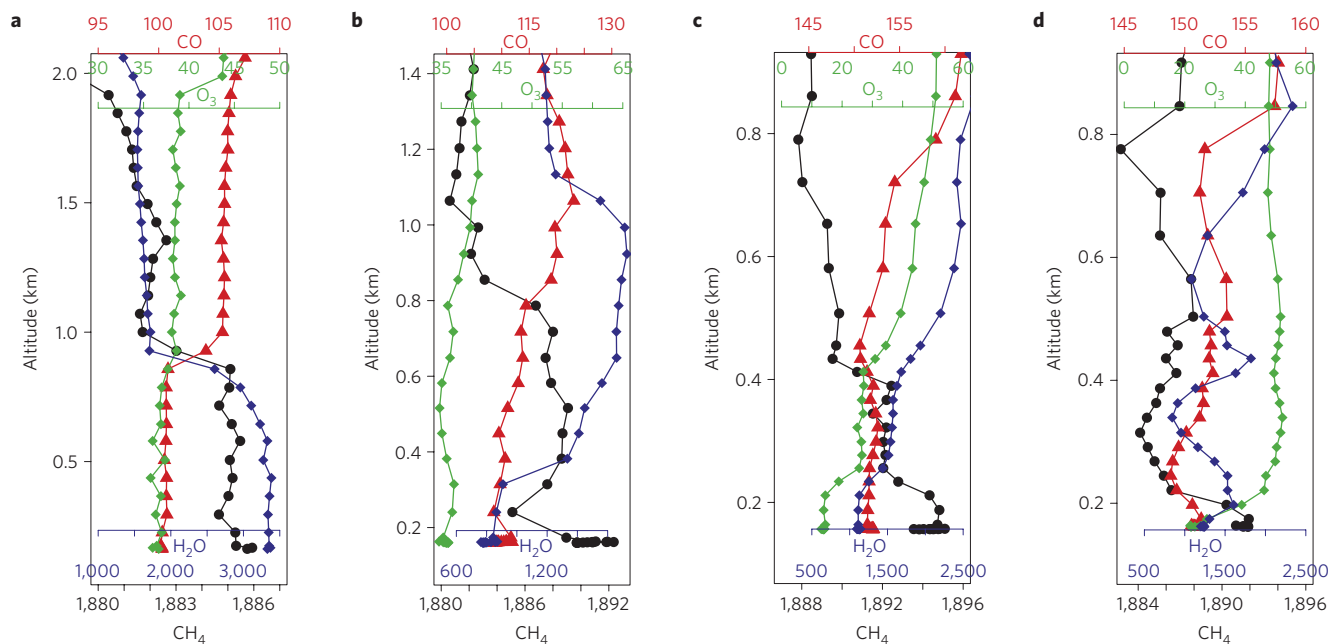 a
95 100 105 110
CO
30 35 40 45 50
O3
2.0
1.5
1.0
0.5
Altitude (km)
H2O
1,000 2,000 3,000
1,880 1,883 1,886
CH4
b
100 115 130
CO
35 45 55 65
O3
1.4
1.2
1.0
0.8
0.6
0.4
0.2
Altitude (km)
H2O
600 1,200
1,880 1,886 1,892
CH4
c
145 155
CO
0 20 40 60
O3
0.8
0.6
0.4
0.2
Altitude (km)
H2O
500 1,500 2,500
1,888 1,892 1,896
CH4
d
145 150 155 160
CO
0 20 40 60
O3
0.8
0.6
0.4
0.2
Altitude (km)
H2O
500 1,500 2,500
1,884 1,890 1,896
CH4